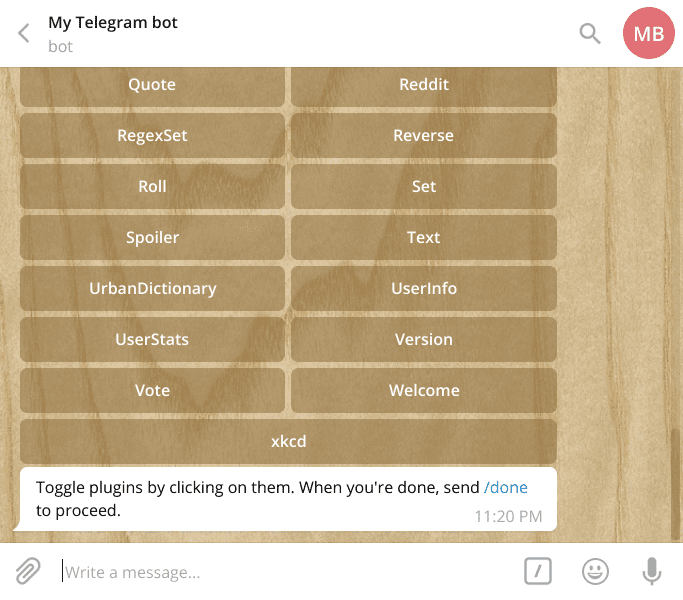 My Telegram bot
bot
MB
Quote Reddit
RegexSet Reverse
Roll Set
Spoiler Text
UrbanDictionary UserInfo
UserStats Version
Vote Welcome
xkcd
Toggle plugins by clicking on them. When you're done, send /done
to proceed.
11:20 PM
Write a message...
/